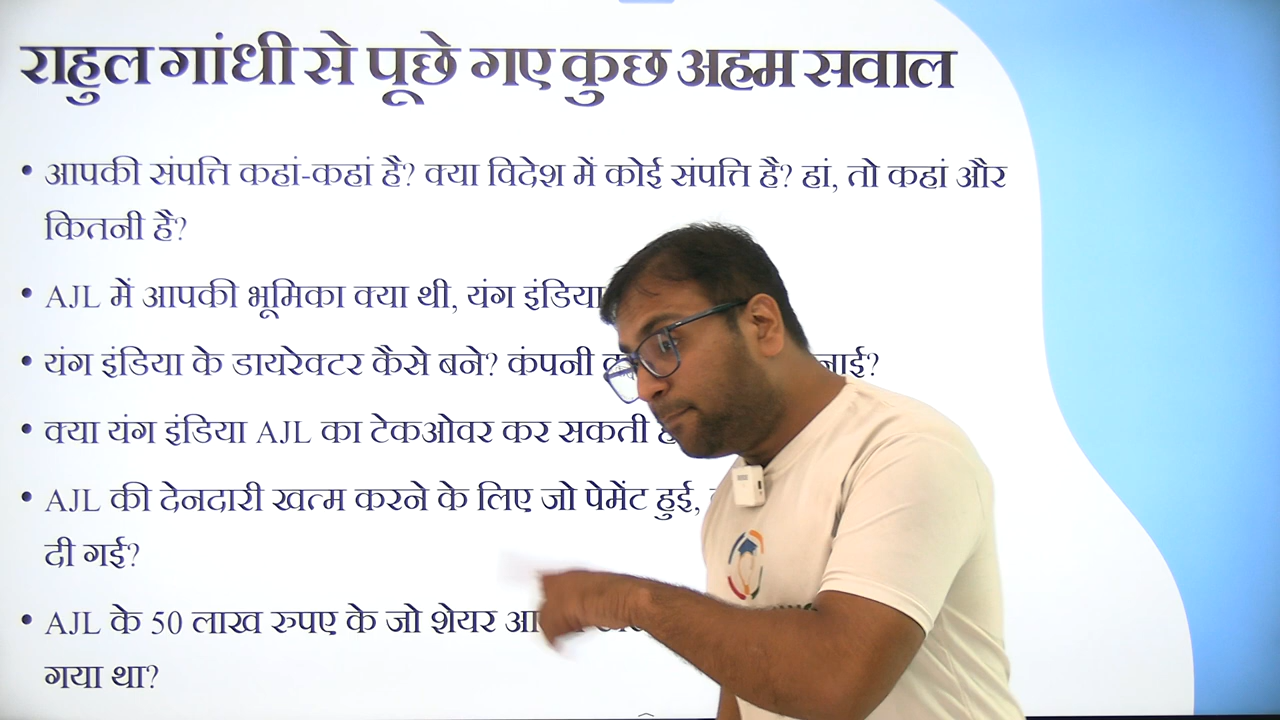 राहुल गांधी से पूछे गए कुछ अहम सवाल
• आपकी संपत्ति कहां-कहां है? क्या विदेश में कोई संपत्ति है? हां, तो कहां और
कितनी है?
• AJL में आपकी भूमिका क्या थी, यंग इंडिया
• यंग इंडिया के डायरेक्टर कैसे बने? कंपनी
• क्या यंग इंडिया AJL का टेकओवर कर सकती
• AJL की देनदारी खत्म करने के लिए जो पेमेंट हुई,
दी गई?
• AJL के 50 लाख रुपए के जो शेयर
गया था?